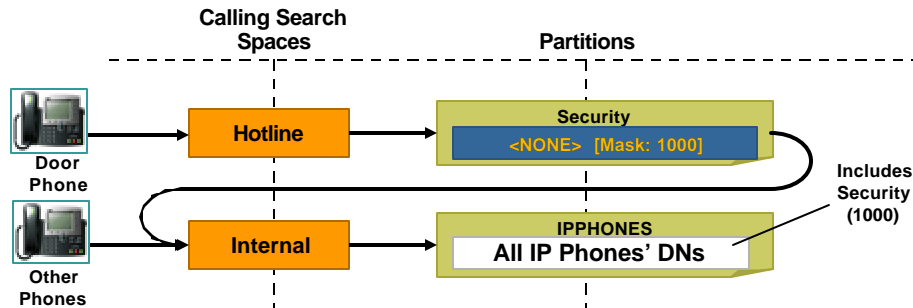 Calling Search
Spaces
Partitions
Door
Phone
Hotline
Security
<NONE> [Mask: 1000]
Includes
Security
(1000)
Other
Phones
Internal
IPPHONES
All IP Phones' DNs